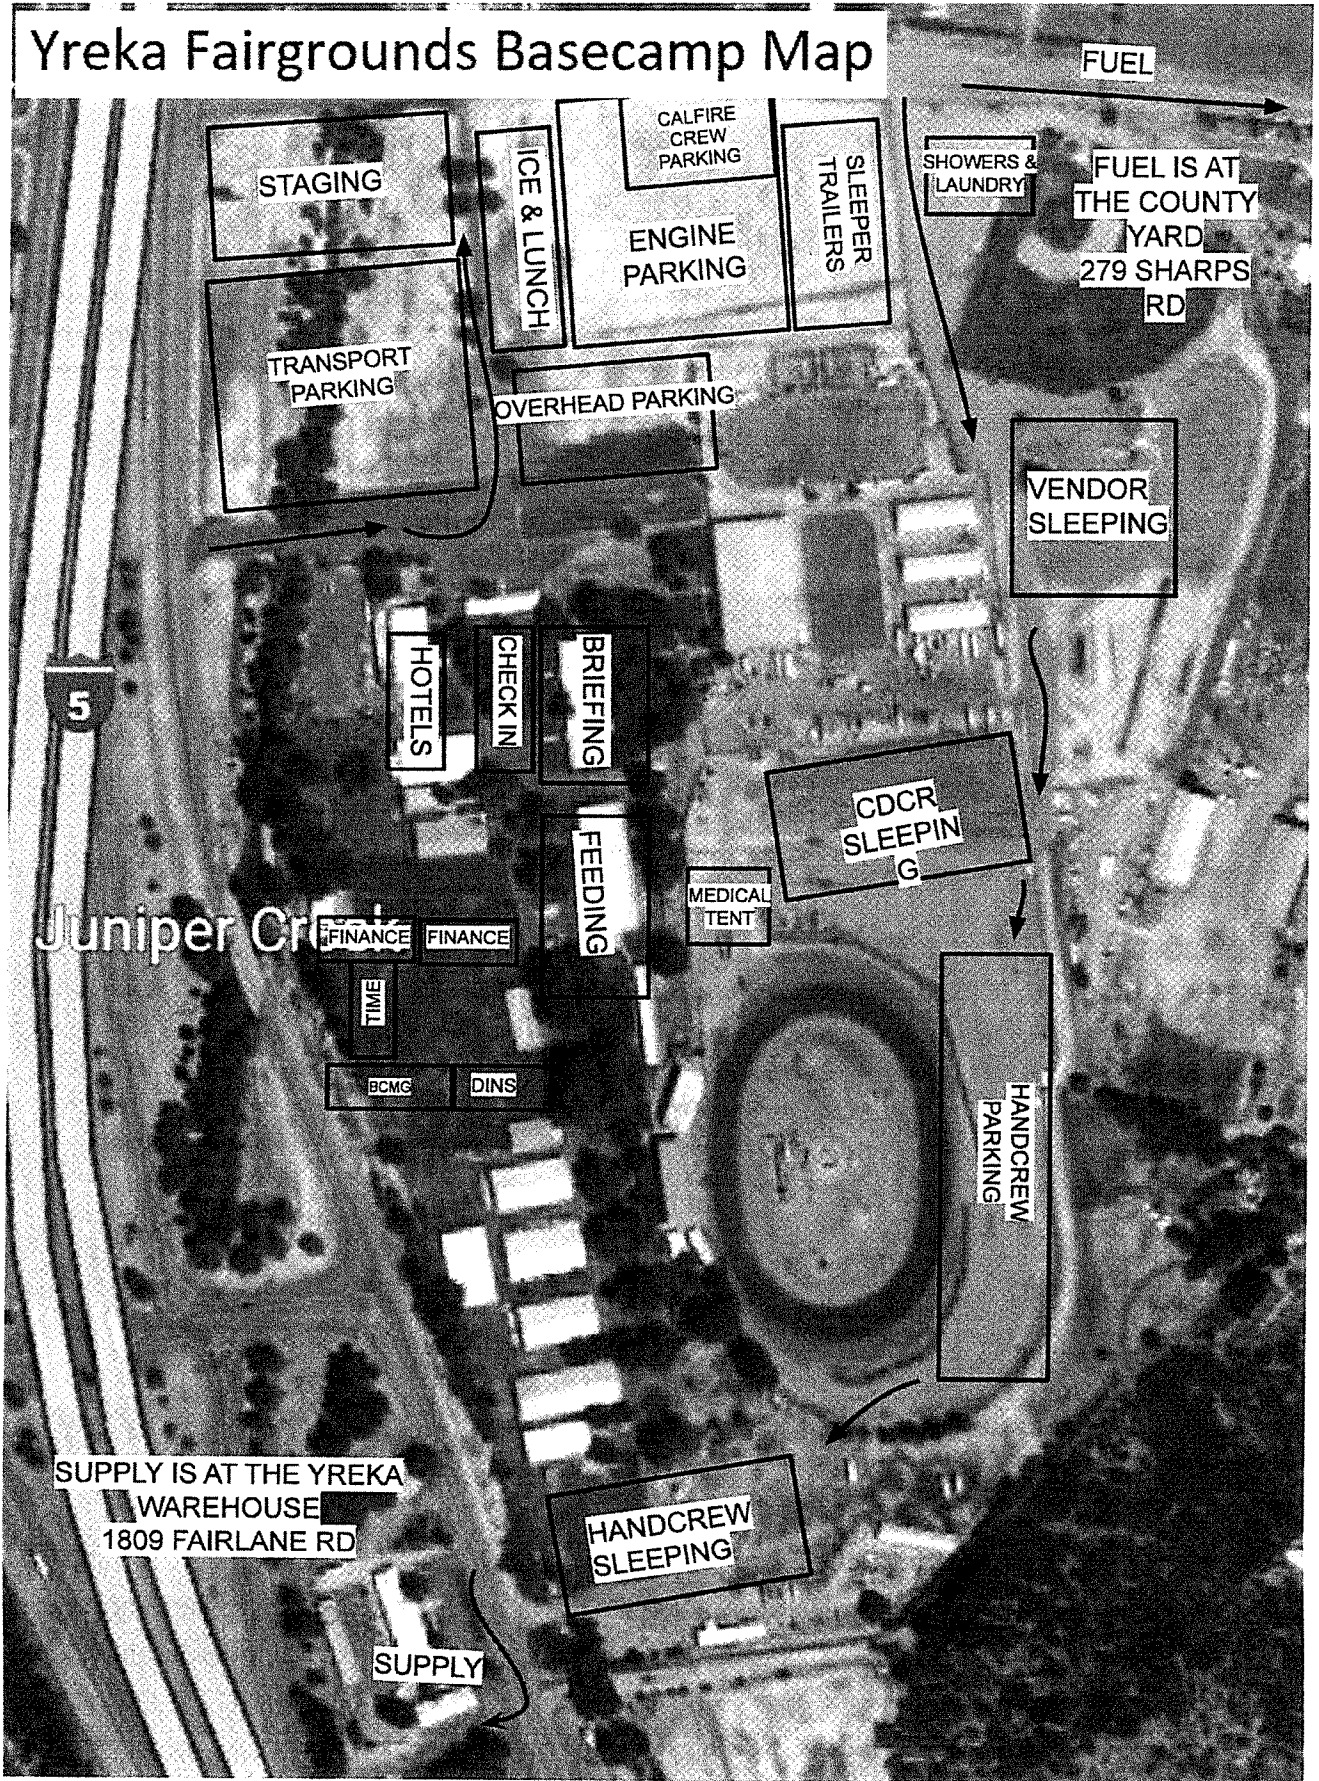 Yreka Fairgrounds Basecamp Map
FUEL
STAGING
ICE & LUNCH
CALFIRE
CREW
PARKING
ENGINE
PARKING
SLEEPER
TRAILERS
SHOWERS &
LAUNDRY
FUEL IS AT
THE COUNTY
YARD
279 SHARPS
RD
TRANSPORT
PARKING
OVERHEAD PARKING
VENDOR
SLEEPING
5
HOTELS
CHECK IN
BRIEFING
CDCR
SLEEPIN
G
FEEDING
MEDICAL
TENT
Juniper Creek
FINANCE
FINANCE
TIME
BCMG
DINS
HANDCREW
PARKING
SUPPLY IS AT THE YREKA
WAREHOUSE
1809 FAIRLANE RD
HANDCREW
SLEEPING
SUPPLY